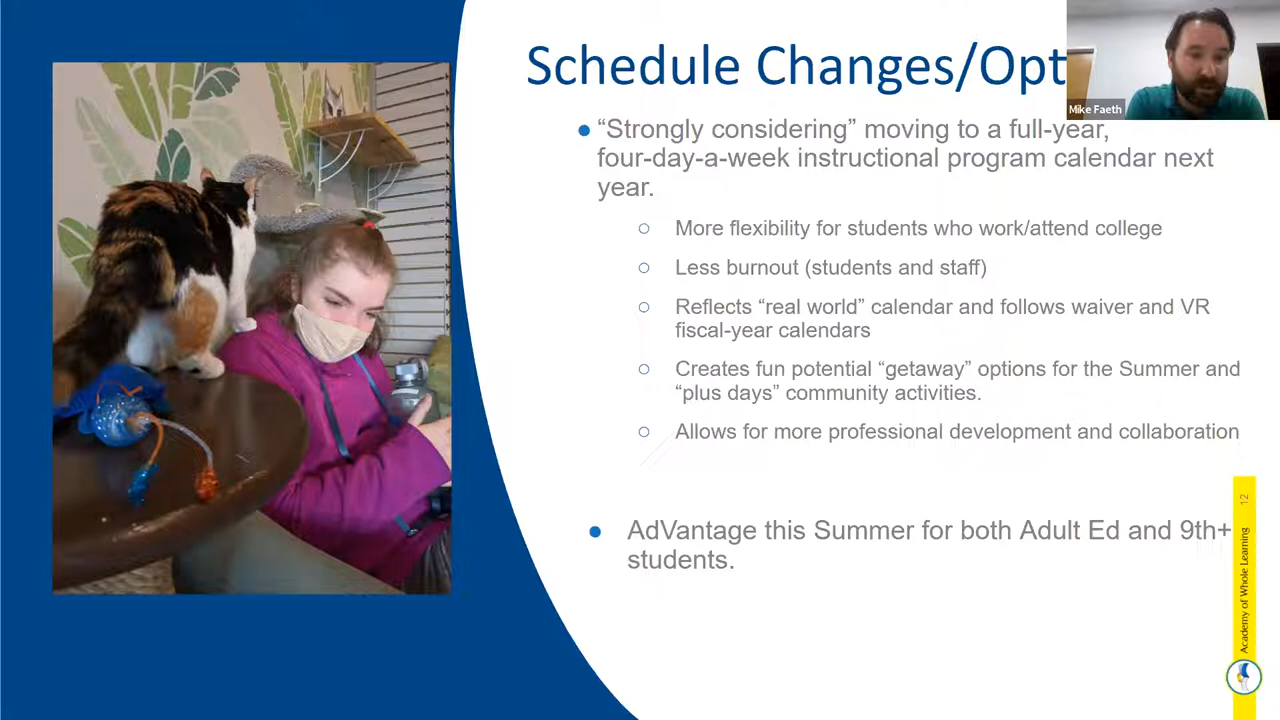 Schedule Changes/Opt
Mike Faeth
● “Strongly considering” moving to a full-year,
four-day-a-week instructional program calendar next
year.
○ More flexibility for students who work/attend college
○ Less burnout (students and staff)
○ Reflects “real world” calendar and follows waiver and VR
fiscal-year calendars
○ Creates fun potential “getaway” options for the Summer and
“plus days” community activities.
○ Allows for more professional development and collaboration
● AdVantage this Summer for both Adult Ed and 9th+
students.
12
Academy of Whole Learning